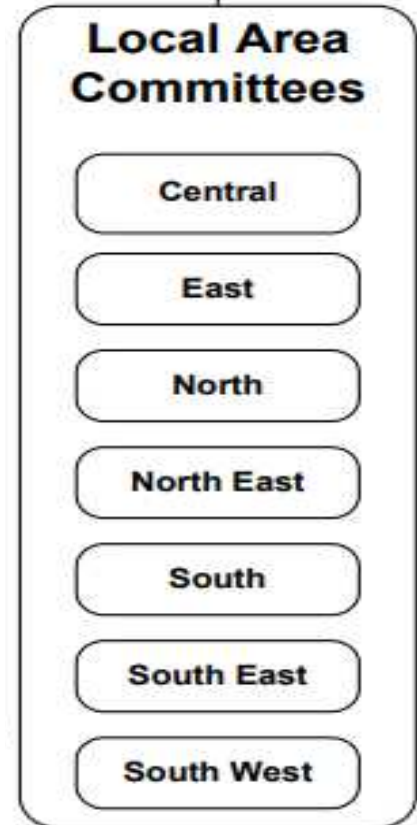 Local Area
Committees
Central
East
North
North East
South
South East
South West